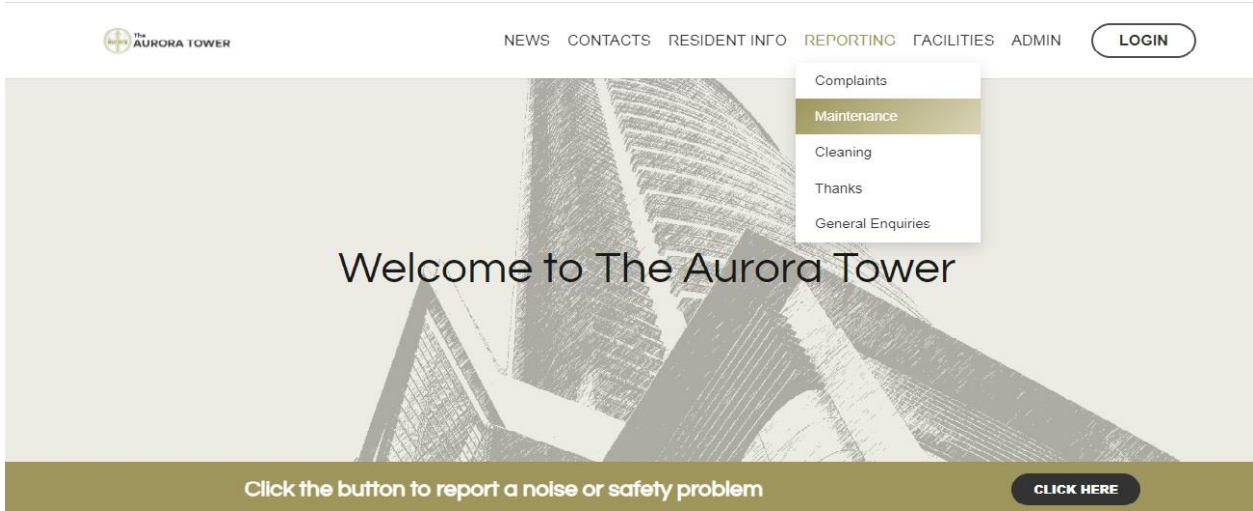 The
AURORA TOWER
NEWS CONTACTS RESIDENT INFO REPORTING FACILITIES ADMIN LOGIN
Complaints
Maintenance
Cleaning
Thanks
General Enquiries
Welcome to The Aurora Tower
Click the button to report a noise or safety problem CLICK HERE